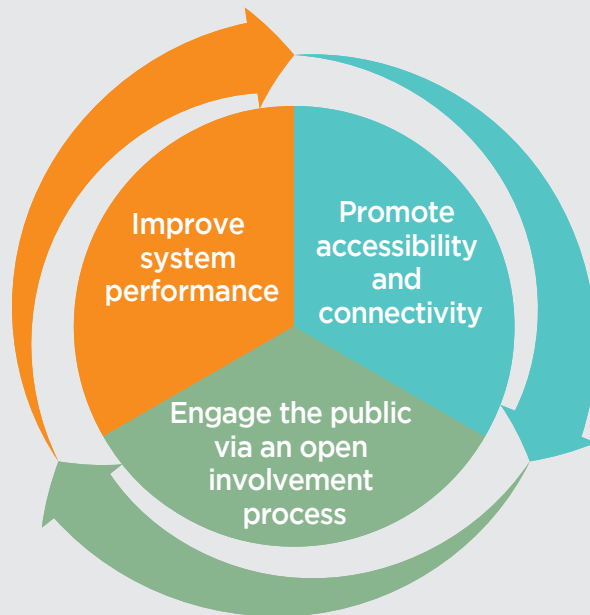 Improve
system
performance
Promote
accessibility
and
connectivity
Engage the public
via an open
involvement
process